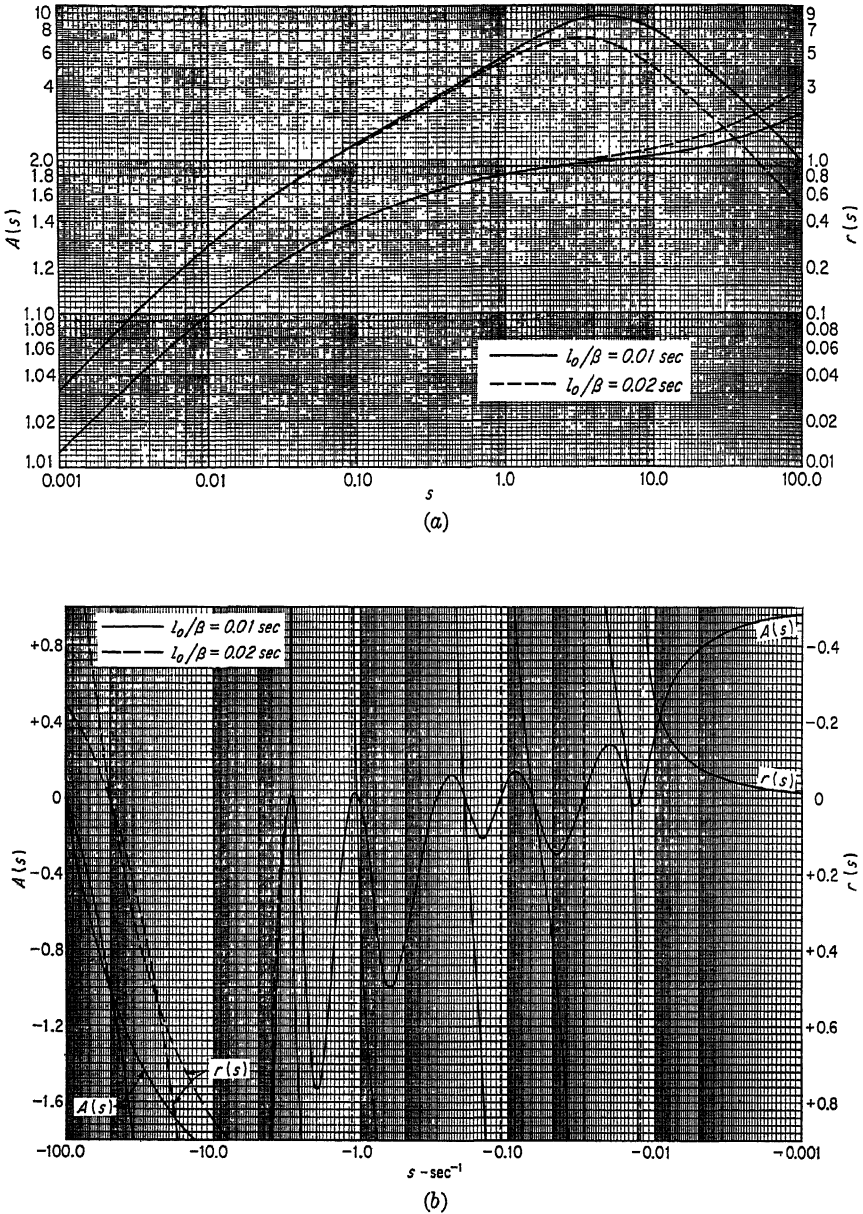 10
8
6
4
2.0
1.8
1.6
1.4
1.2
1.10
1.08
1.06
1.04
1.02
1.01
A(s)
9
7
5
3
1.0
0.8
0.6
0.4
0.2
0.1
0.08
0.06
0.04
0.02
0.01
r(s)
l₀/β = 0.01 sec
l₀/β = 0.02 sec
0.001 0.01 0.10 1.0 10.0 100.0
s
(a)
l₀/β = 0.01 sec
l₀/β = 0.02 sec
A(s)
r(s)
+0.8
+0.4
0
−0.4
−0.8
−1.2
−1.6
A(s)
−0.4
−0.2
0
+0.2
+0.4
+0.6
+0.8
r(s)
r(s)
A(s)
−100.0 −10.0 −1.0 −0.10 −0.01 −0.001
s – sec⁻¹
(b)